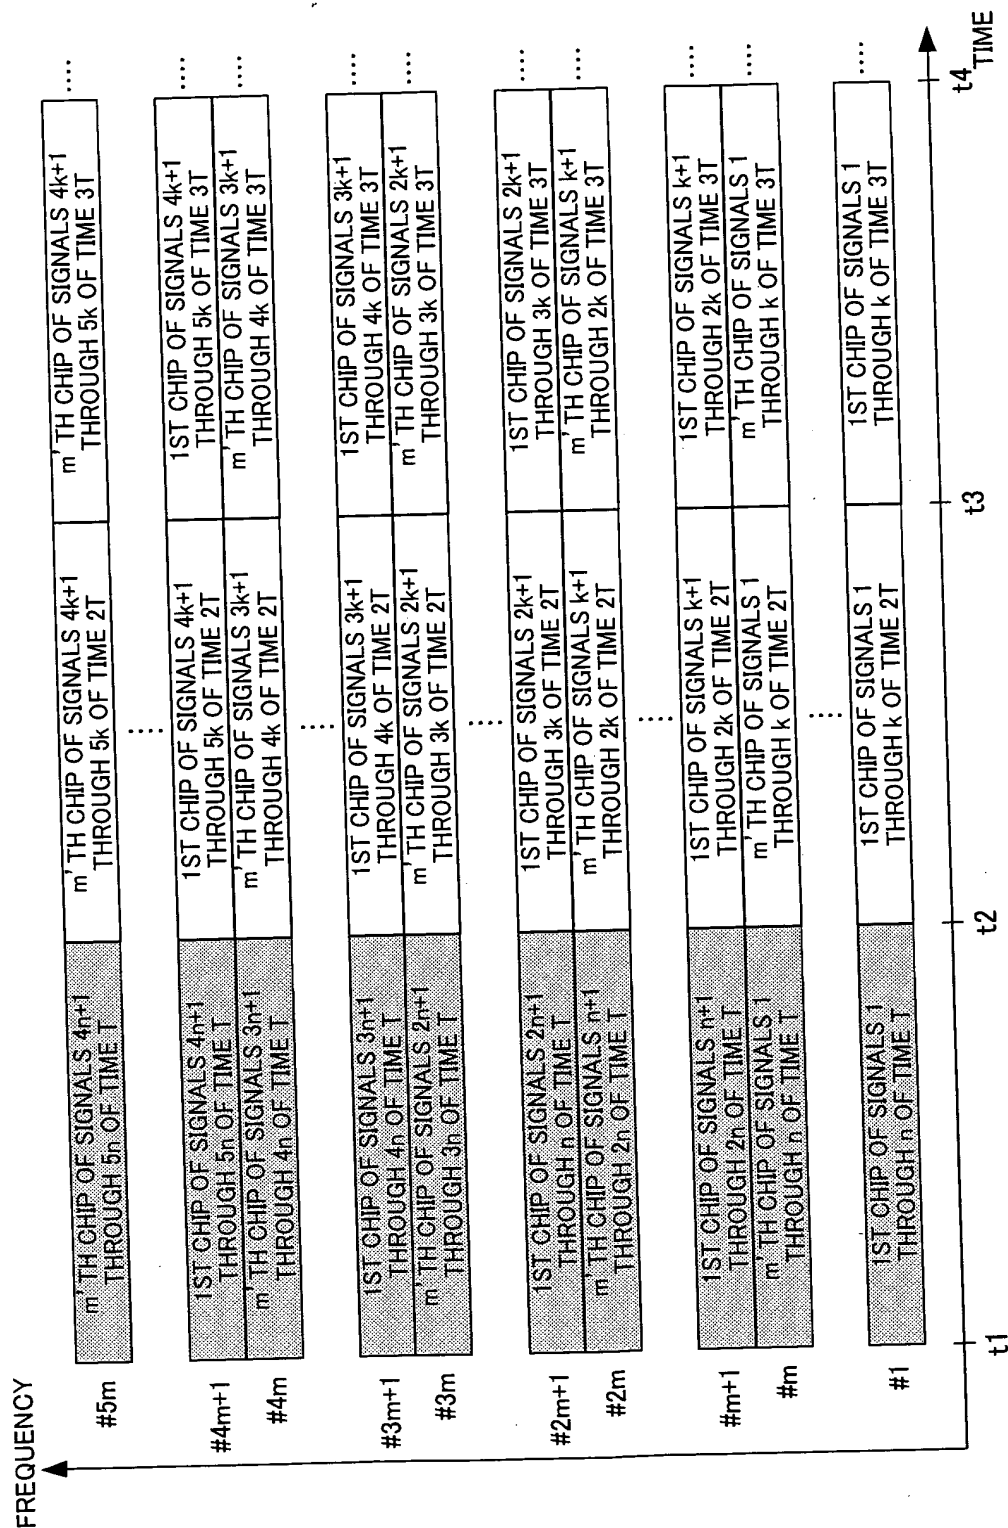 FREQUENCY
#5m
m'TH CHIP OF SIGNALS 4n+1
THROUGH 5n OF TIME T
m'TH CHIP OF SIGNALS 4k+1
THROUGH 5k OF TIME 2T
m'TH CHIP OF SIGNALS 4k+1
THROUGH 5k OF TIME 3T
....
#4m+1
1ST CHIP OF SIGNALS 4n+1
THROUGH 5n OF TIME T
1ST CHIP OF SIGNALS 4k+1
THROUGH 5k OF TIME 2T
1ST CHIP OF SIGNALS 4k+1
THROUGH 5k OF TIME 3T
....
#4m
m'TH CHIP OF SIGNALS 3n+1
THROUGH 4n OF TIME T
m'TH CHIP OF SIGNALS 3k+1
THROUGH 4k OF TIME 2T
m'TH CHIP OF SIGNALS 3k+1
THROUGH 4k OF TIME 3T
....
#3m+1
1ST CHIP OF SIGNALS 3n+1
THROUGH 4n OF TIME T
1ST CHIP OF SIGNALS 3k+1
THROUGH 4k OF TIME 2T
1ST CHIP OF SIGNALS 3k+1
THROUGH 4k OF TIME 3T
....
#3m
m'TH CHIP OF SIGNALS 2n+1
THROUGH 3n OF TIME T
m'TH CHIP OF SIGNALS 2k+1
THROUGH 3k OF TIME 2T
m'TH CHIP OF SIGNALS 2k+1
THROUGH 3k OF TIME 3T
....
#2m+1
1ST CHIP OF SIGNALS 2n+1
THROUGH n OF TIME T
1ST CHIP OF SIGNALS 2k+1
THROUGH 3k OF TIME 2T
1ST CHIP OF SIGNALS 2k+1
THROUGH 3k OF TIME 3T
....
#2m
m'TH CHIP OF SIGNALS n+1
THROUGH 2n OF TIME T
m'TH CHIP OF SIGNALS k+1
THROUGH 2k OF TIME 2T
m'TH CHIP OF SIGNALS k+1
THROUGH 2k OF TIME 3T
....
#m+1
1ST CHIP OF SIGNALS n+1
THROUGH 2n OF TIME T
1ST CHIP OF SIGNALS k+1
THROUGH 2k OF TIME 2T
1ST CHIP OF SIGNALS k+1
THROUGH 2k OF TIME 3T
....
#m
m'TH CHIP OF SIGNALS 1
THROUGH n OF TIME T
m'TH CHIP OF SIGNALS 1
THROUGH k OF TIME 2T
m'TH CHIP OF SIGNALS 1
THROUGH k OF TIME 3T
....
#1
1ST CHIP OF SIGNALS 1
THROUGH n OF TIME T
1ST CHIP OF SIGNALS 1
THROUGH k OF TIME 2T
1ST CHIP OF SIGNALS 1
THROUGH k OF TIME 3T
....
t1
t2
t3
t4
TIME